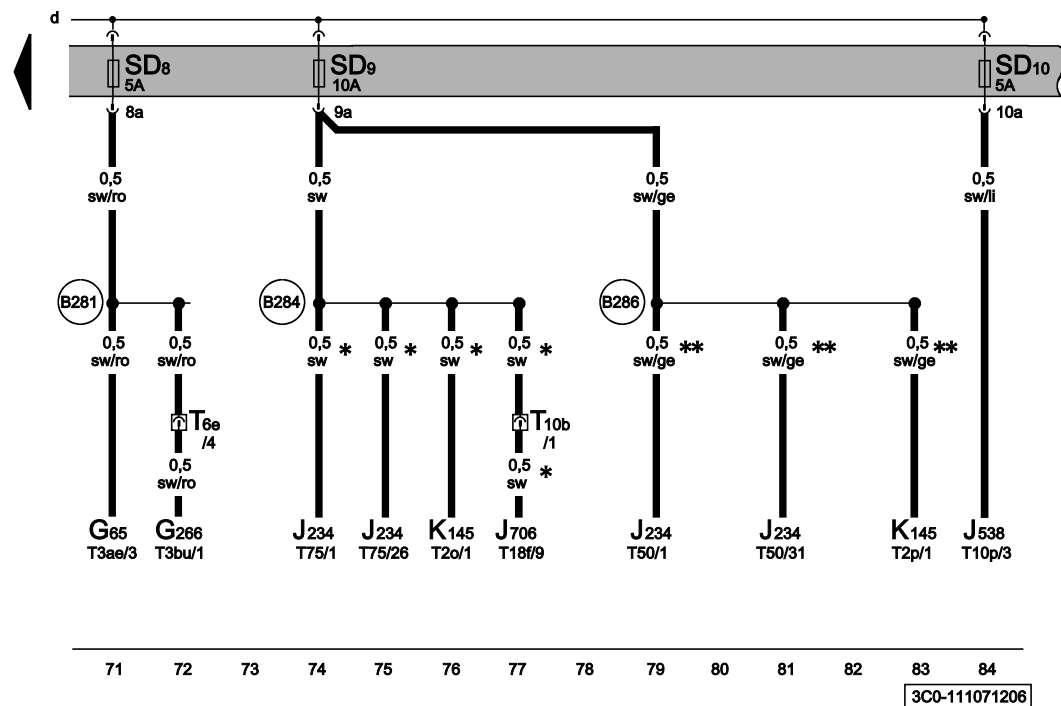 d
SD8 SD9 SD10
5A 10A 5A
8a 9a 10a
0,5 0,5 0,5 0,5
sw/ro sw sw/ge sw/li
B281 B284 B286
0,5 0,5 0,5 0,5 0,5 0,5 0,5 0,5 0,5
sw/ro sw/ro sw * sw * sw * sw * sw/ge ** sw/ge ** sw/ge **
T6e T10b
/4 /1
0,5 0,5
sw/ro sw *
G65 G266 J234 J234 K145 J706 J234 J234 K145 J538
T3ae/3 T3bu/1 T75/1 T75/26 T2o/1 T18f/9 T50/1 T50/31 T2p/1 T10p/3
71 72 73 74 75 76 77 78 79 80 81 82 83 84
3C0-111071206